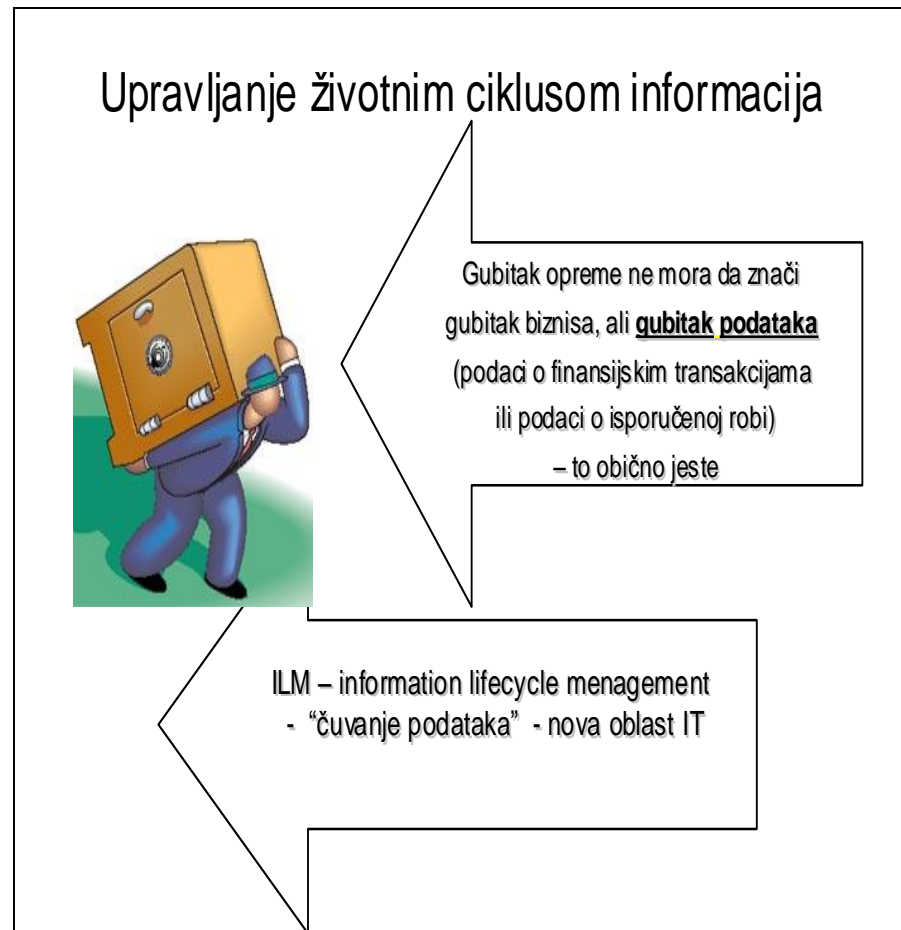 Upravljanje životnim ciklusom informacija
Gubitak opreme ne mora da znači
gubitak biznisa, ali gubitak podataka
(podaci o finansijskim transakcijama
ili podaci o isporučenoj robi)
– to obično jeste
ILM – information lifecycle menagement
- “čuvanje podataka” - nova oblast IT